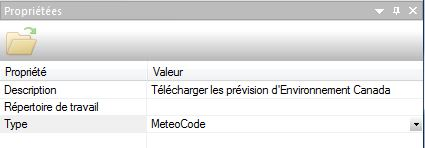 Propriétées
Propriété Valeur
Description Télécharger les prévision d'Environnement Canada
Répertoire de travail
Type MeteoCode